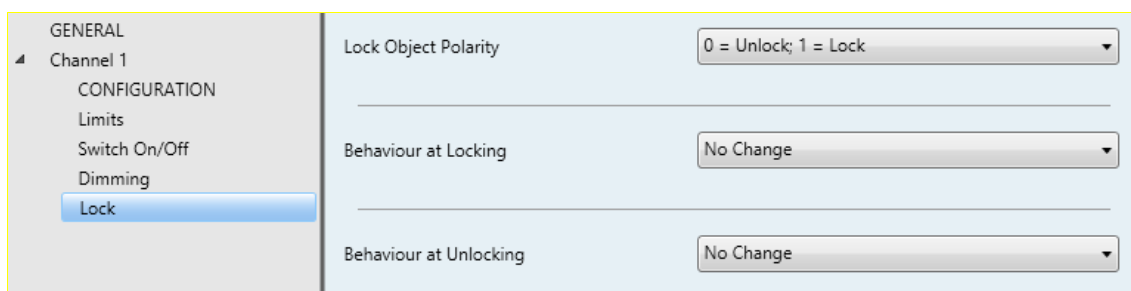 GENERAL
Channel 1
CONFIGURATION
Limits
Switch On/Off
Dimming
Lock
Lock Object Polarity
0 = Unlock; 1 = Lock
Behaviour at Locking
No Change
Behaviour at Unlocking
No Change